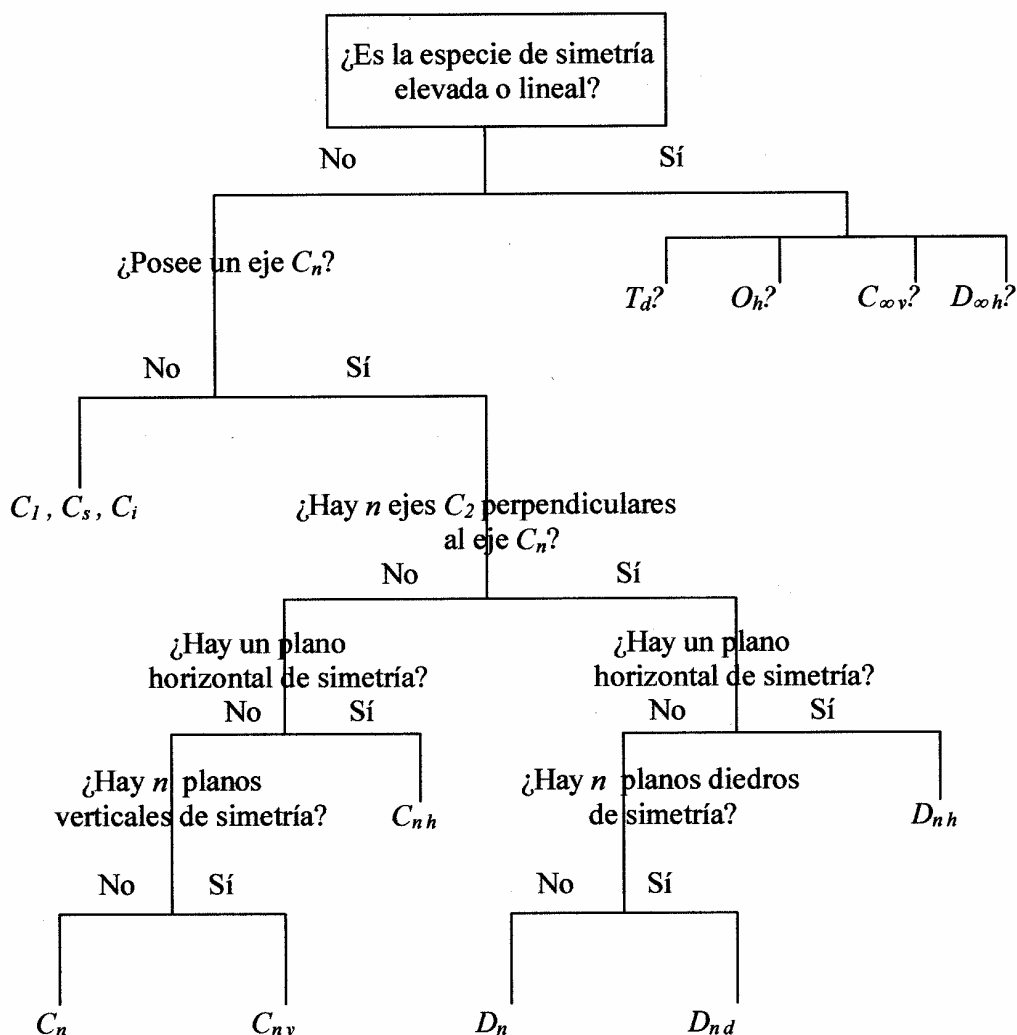 ¿Es la especie de simetría
elevada o lineal?
No
Sí
¿Posee un eje Cn?
Td?
Oh?
C∞v?
D∞h?
No
Sí
C1, Cs, Ci
¿Hay n ejes C2 perpendiculares
al eje Cn?
No
Sí
¿Hay un plano
horizontal de simetría?
¿Hay un plano
horizontal de simetría?
No
Sí
No
Sí
¿Hay n planos
verticales de simetría?
Cnh
¿Hay n planos diedros
de simetría?
Dnh
No
Sí
No
Sí
Cn
Cnv
Dn
Dnd